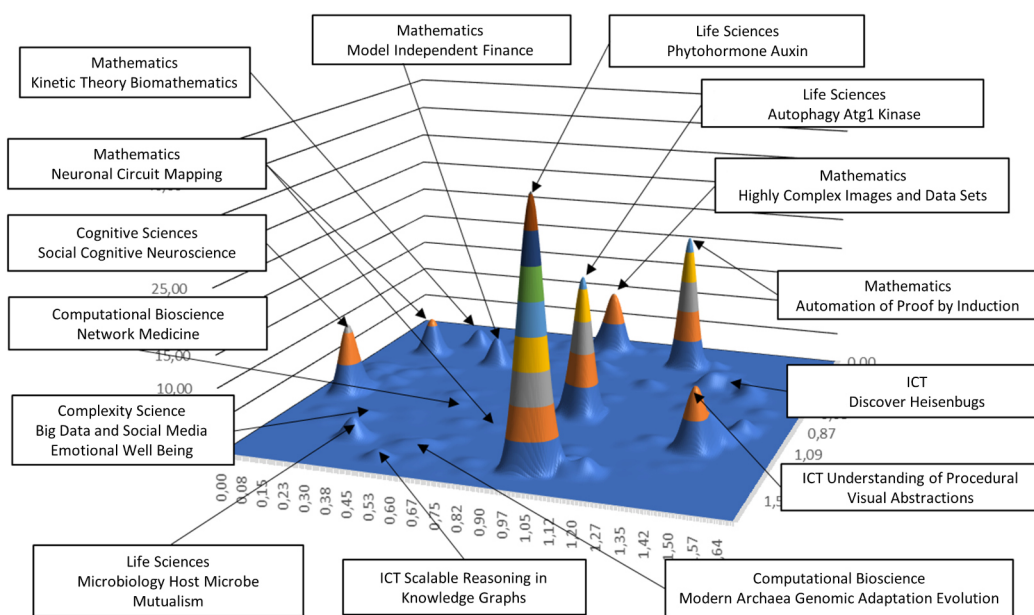 Mathematics
Model Independent Finance
Life Sciences
Phytohormone Auxin
Mathematics
Kinetic Theory Biomathematics
Life Sciences
Autophagy Atg1 Kinase
Mathematics
Neuronal Circuit Mapping
Mathematics
Highly Complex Images and Data Sets
Cognitive Sciences
Social Cognitive Neuroscience
25,00
Mathematics
Automation of Proof by Induction
Computational Bioscience
Network Medicine
15,00
0,00
10,00
ICT
Discover Heisenbugs
Complexity Science
Big Data and Social Media
Emotional Well Being
0,87
1,09
ICT Understanding of Procedural
Visual Abstractions
0,00
0,08
0,15
0,23
0,30
0,38
0,45
0,53
0,60
0,67
0,75
0,82
0,90
0,97
1,05
1,12
1,20
1,27
1,35
1,42
1,50
1,57
1,64
Life Sciences
Microbiology Host Microbe
Mutualism
ICT Scalable Reasoning in
Knowledge Graphs
Computational Bioscience
Modern Archaea Genomic Adaptation Evolution